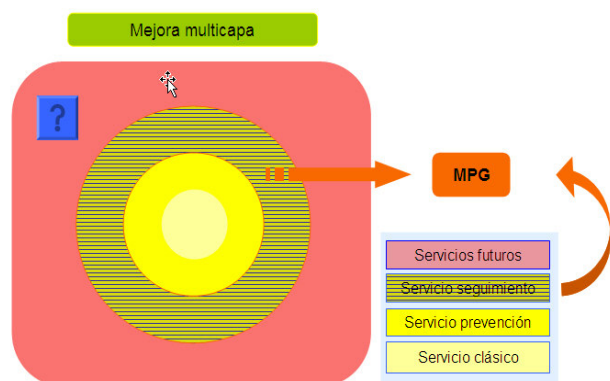 Mejora multicapa
?
MPG
Servicios futuros
Servicio seguimiento
Servicio prevención
Servicio clásico